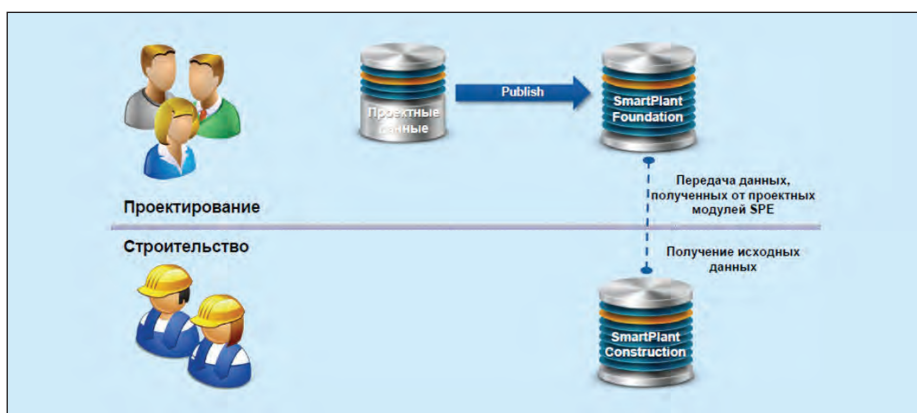 Проектные
данные
Publish
SmartPlant
Foundation
Передача данных,
полученных от проектных
модулей SPE
Проектирование
Строительство
Получение исходных
данных
SmartPlant
Construction